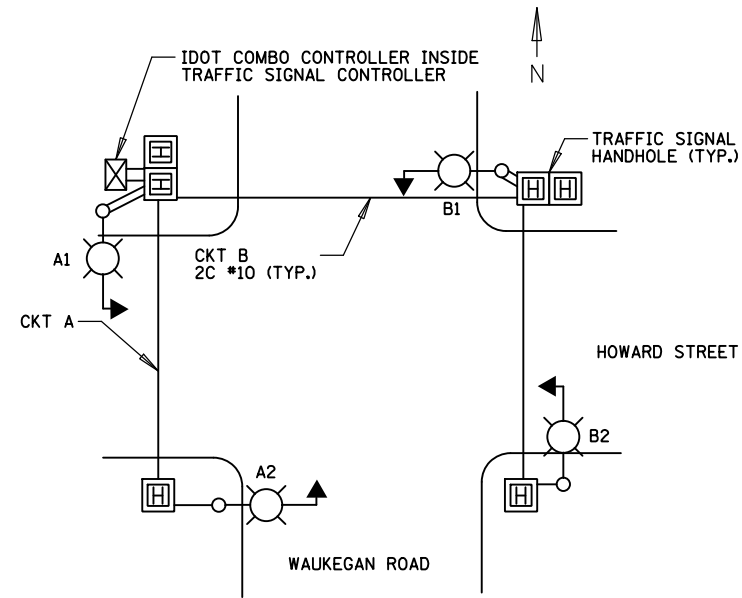 IDOT COMBO CONTROLLER INSIDE
TRAFFIC SIGNAL CONTROLLER
N
TRAFFIC SIGNAL
HANDHOLE (TYP.)
H
H
H
H
B1
A1
CKT B
2C #10 (TYP.)
CKT A
HOWARD STREET
B2
A2
H
H
WAUKEGAN ROAD